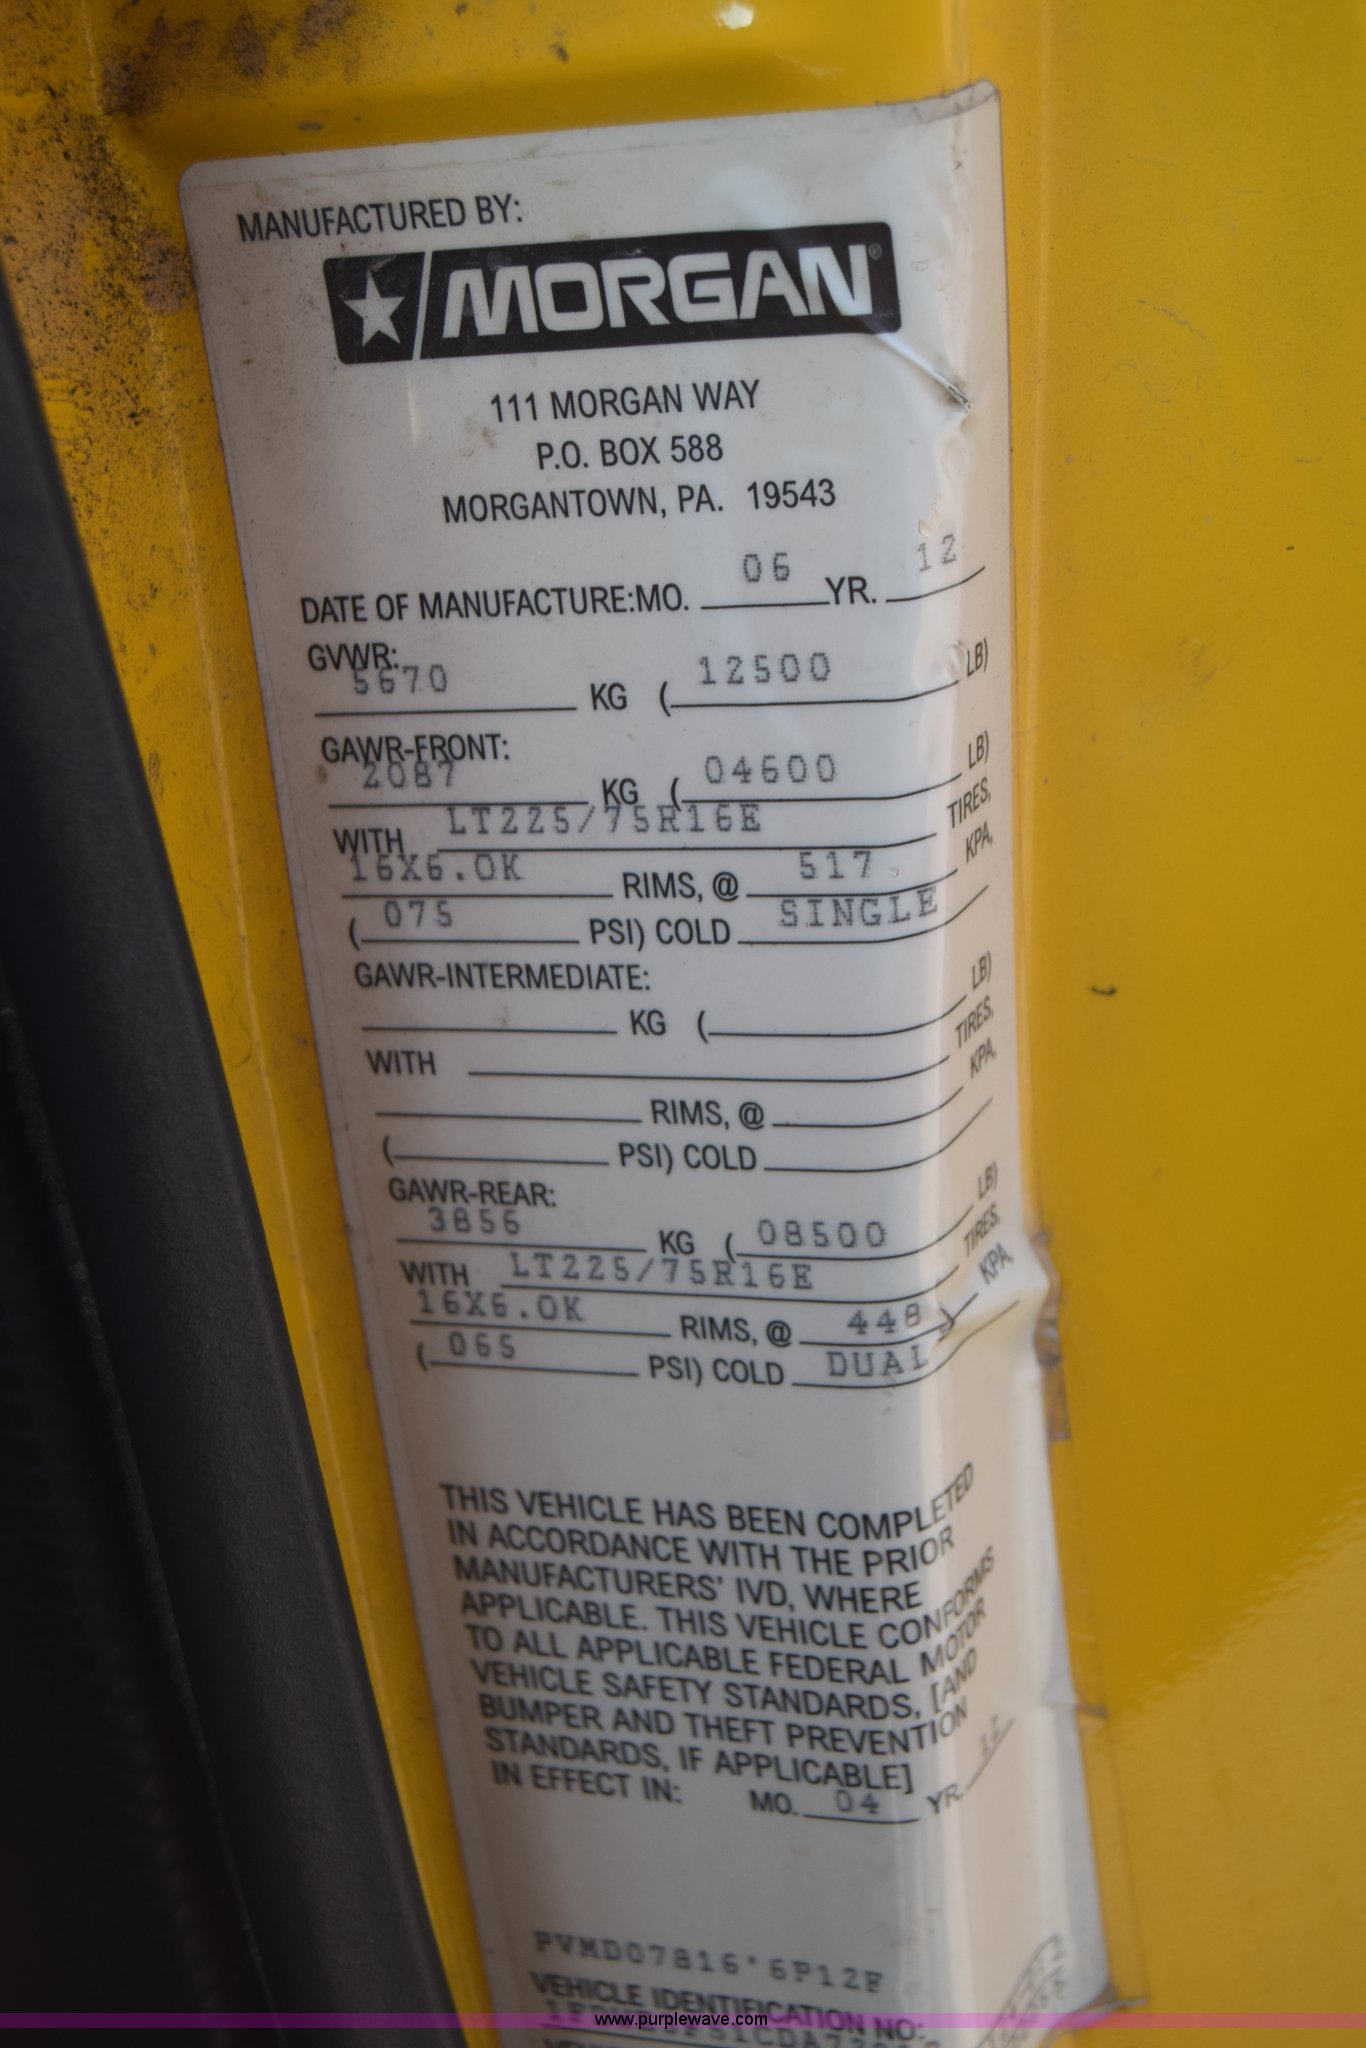 MANUFACTURED BY:
MORGAN®
111 MORGAN WAY
P.O. BOX 588
MORGANTOWN, PA. 19543
DATE OF MANUFACTURE:MO. 06 YR. 12
GVWR:
5670 KG ( 12500 LB)
GAWR-FRONT:
2087 KG ( 04600 LB)
WITH LT225/75R16E TIRES,
16X6.0K RIMS, @ 517 KPA,
( 075 PSI) COLD SINGLE
GAWR-INTERMEDIATE:
KG ( LB)
WITH TIRES,
RIMS, @ KPA,
( PSI) COLD
GAWR-REAR:
3856 KG ( 08500 LB)
WITH LT225/75R16E TIRES,
16X6.0K RIMS, @ 448 KPA,
( 065 PSI) COLD DUAL
THIS VEHICLE HAS BEEN COMPLETED
IN ACCORDANCE WITH THE PRIOR
MANUFACTURERS' IVD, WHERE
APPLICABLE. THIS VEHICLE CONFORMS
TO ALL APPLICABLE FEDERAL MOTOR
VEHICLE SAFETY STANDARDS, [AND
BUMPER AND THEFT PREVENTION
STANDARDS, IF APPLICABLE]
IN EFFECT IN: MO. 04 YR. 12
VEHICLE IDENTIFICATION NO:
www.purplewave.com